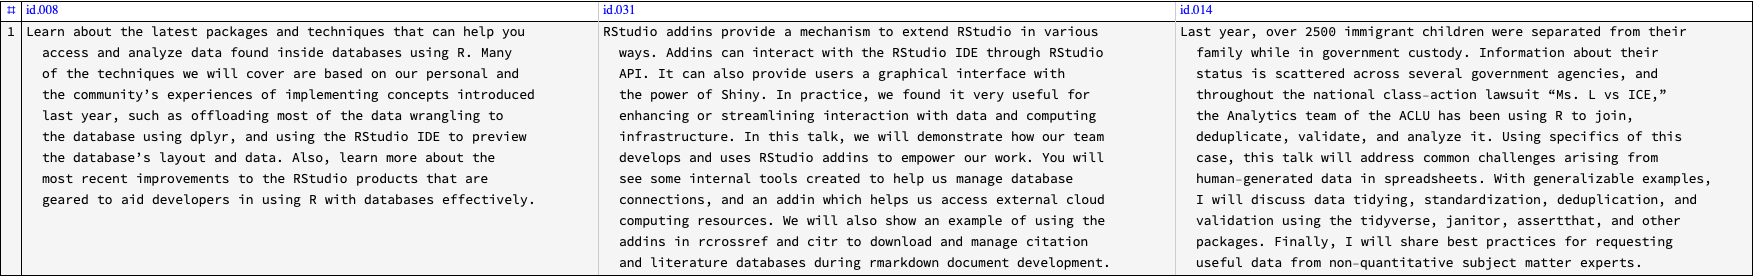 # id.008 id.031 id.014
1 Learn about the latest packages and techniques that can help you
access and analyze data found inside databases using R. Many
of the techniques we will cover are based on our personal and
the community’s experiences of implementing concepts introduced
last year, such as offloading most of the data wrangling to
the database using dplyr, and using the RStudio IDE to preview
the database’s layout and data. Also, learn more about the
most recent improvements to the RStudio products that are
geared to aid developers in using R with databases effectively.
RStudio addins provide a mechanism to extend RStudio in various
ways. Addins can interact with the RStudio IDE through RStudio
API. It can also provide users a graphical interface with
the power of Shiny. In practice, we found it very useful for
enhancing or streamlining interaction with data and computing
infrastructure. In this talk, we will demonstrate how our team
develops and uses RStudio addins to empower our work. You will
see some internal tools created to help us manage database
connections, and an addin which helps us access external cloud
computing resources. We will also show an example of using the
addins in rcrossref and citr to download and manage citation
and literature databases during rmarkdown document development.
Last year, over 2500 immigrant children were separated from their
family while in government custody. Information about their
status is scattered across several government agencies, and
throughout the national class-action lawsuit “Ms. L vs ICE,”
the Analytics team of the ACLU has been using R to join,
deduplicate, validate, and analyze it. Using specifics of this
case, this talk will address common challenges arising from
human-generated data in spreadsheets. With generalizable examples,
I will discuss data tidying, standardization, deduplication, and
validation using the tidyverse, janitor, assertthat, and other
packages. Finally, I will share best practices for requesting
useful data from non-quantitative subject matter experts.